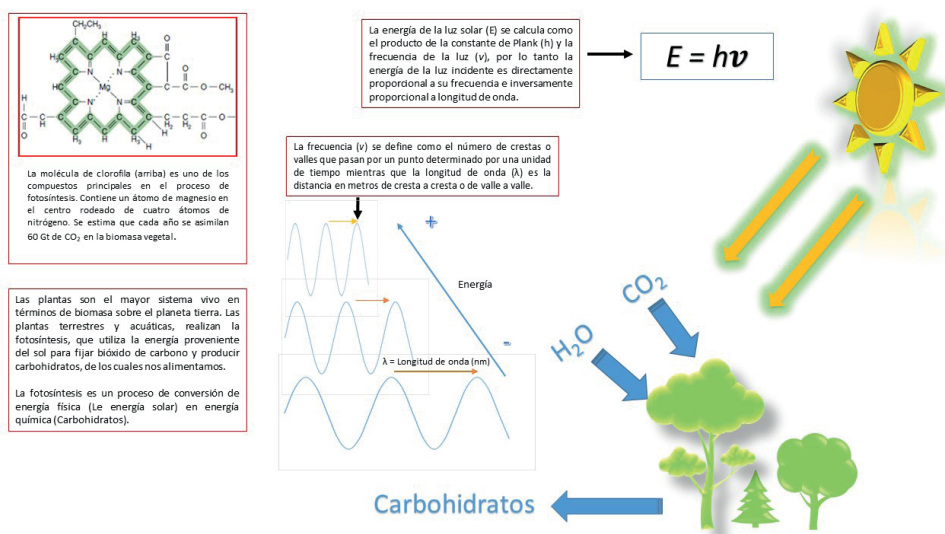 La energía de la luz solar (E) se calcula como
el producto de la constante de Plank (h) y la
frecuencia de la luz (v), por lo tanto la
energía de la luz incidente es directamente
proporcional a su frecuencia e inversamente
proporcional a longitud de onda.
E = hv
La molécula de clorofila (arriba) es uno de los
compuestos principales en el proceso de
fotosíntesis. Contiene un átomo de magnesio en
el centro rodeado de cuatro átomos de
nitrógeno. Se estima que cada año se asimilan
60 Gt de CO₂ en la biomasa vegetal.
La frecuencia (v) se define como el número de crestas o
valles que pasan por un punto determinado por una unidad
de tiempo mientras que la longitud de onda (λ) es la
distancia en metros de cresta a cresta o de valle a valle.
+
Energía
-
λ = Longitud de onda (nm)
Las plantas son el mayor sistema vivo en
términos de biomasa sobre el planeta tierra. Las
plantas terrestres y acuáticas, realizan la
fotosíntesis, que utiliza la energía proveniente
del sol para fijar bióxido de carbono y producir
carbohidratos, de los cuales nos alimentamos.
La fotosíntesis es un proceso de conversión de
energía física (Le energía solar) en energía
química (Carbohidratos).
CO₂
H₂O
Carbohidratos
CH₂CH₃
Mg
N
N
N
N
O
O
O
CH₃